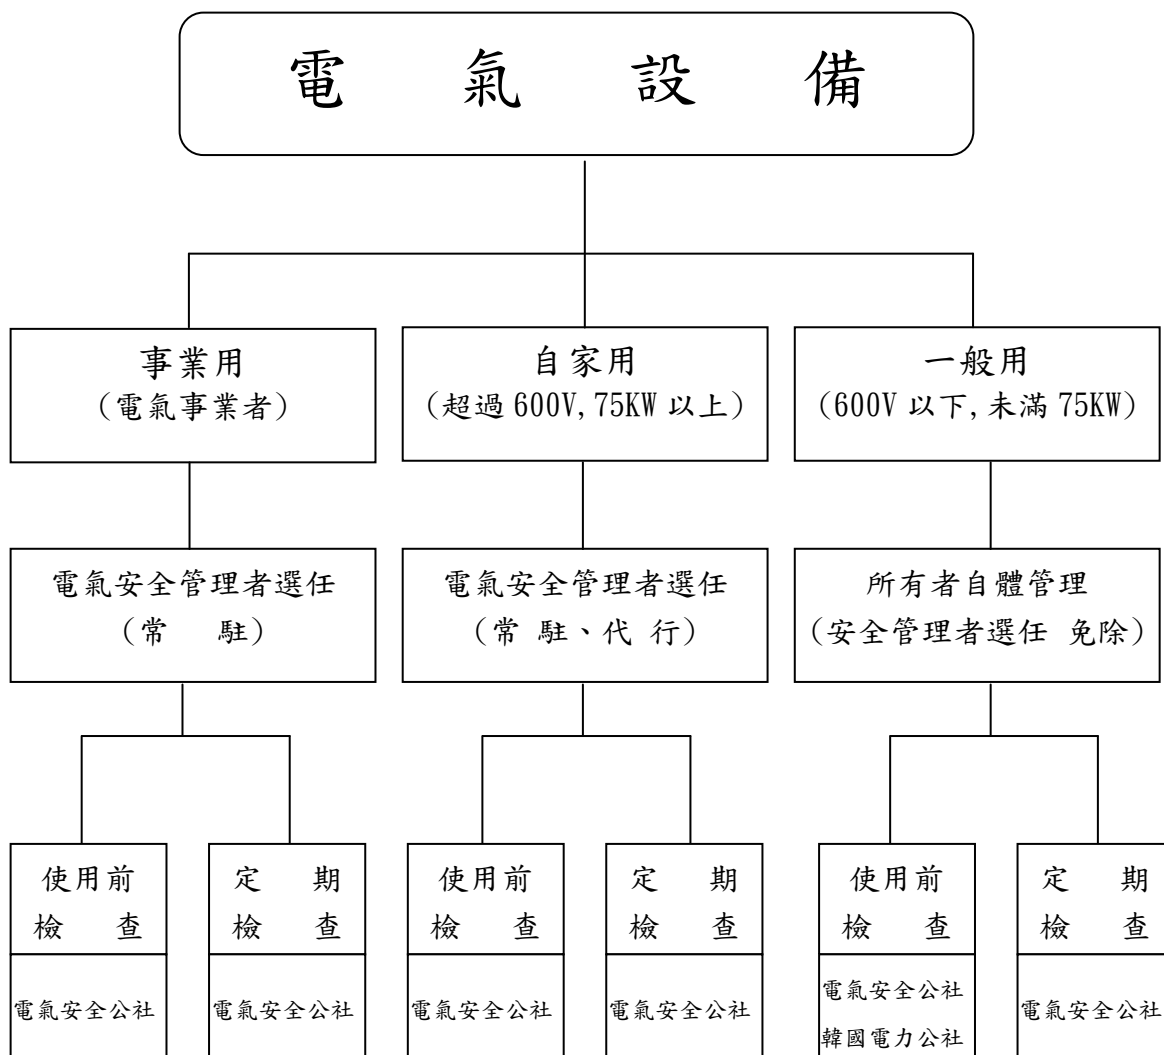 電 氣 設 備
事業用
(電氣事業者)
自家用
(超過 600V, 75KW 以上)
一般用
(600V 以下, 未滿 75KW)
電氣安全管理者選任
(常 駐)
電氣安全管理者選任
(常 駐、代 行)
所有者自體管理
(安全管理者選任 免除)
使用前
檢 查
電氣安全公社
定 期
檢 查
電氣安全公社
使用前
檢 查
電氣安全公社
定 期
檢 查
電氣安全公社
使用前
檢 查
電氣安全公社
韓國電力公社
定 期
檢 查
電氣安全公社